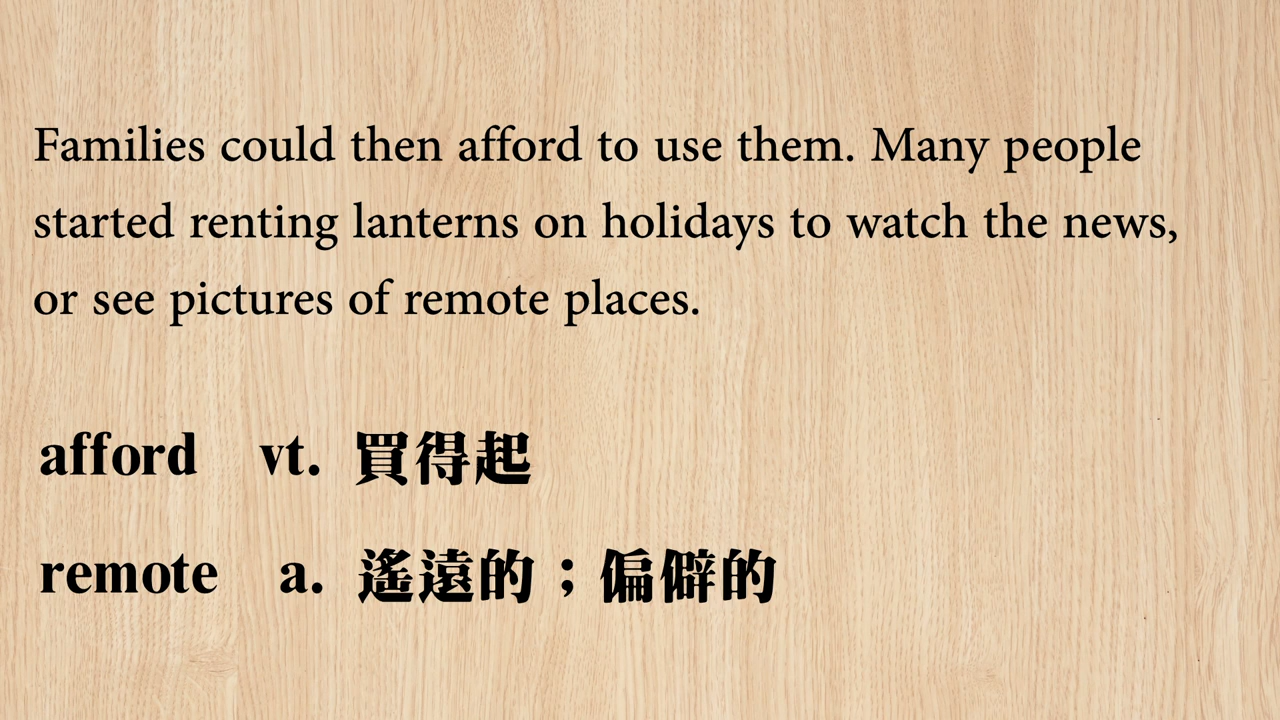 Families could then afford to use them. Many people
started renting lanterns on holidays to watch the news,
or see pictures of remote places.
afford vt. 買得起
remote a. 遙遠的；偏僻的